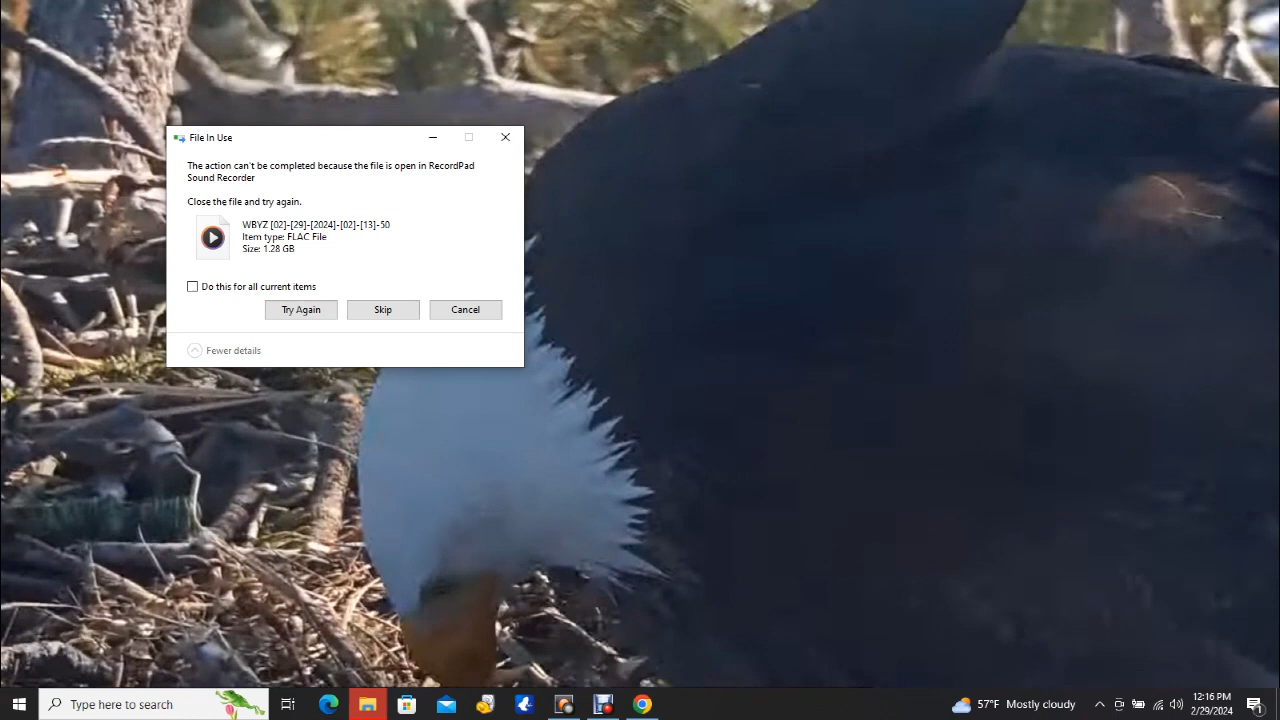 File In Use
The action can't be completed because the file is open in RecordPad
Sound Recorder
Close the file and try again.
WBYZ [02]-[29]-[2024]-[02]-[13]-50
Item type: FLAC File
Size: 1.28 GB
Do this for all current items
Try Again
Skip
Cancel
Fewer details
Type here to search
57°F Mostly cloudy
12:16 PM
2/29/2024
1